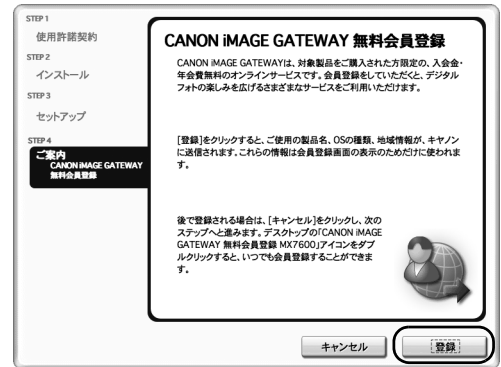 STEP 1
使用許諾契約
STEP 2
インストール
STEP 3
セットアップ
STEP 4
ご案内
CANON iMAGE GATEWAY
無料会員登録
CANON iMAGE GATEWAY 無料会員登録
CANON iMAGE GATEWAYは、対象製品をご購入された方限定の、入会金・
年会費無料のオンラインサービスです。会員登録をしていただくと、デジタル
フォトの楽しみを広げるさまざまなサービスをご利用いただけます。
[登録]をクリックすると、ご使用の製品名、OSの種類、地域情報が、キヤノン
に送信されます。これらの情報は会員登録画面の表示のためだけに使われま
す。
後で登録される場合は、[キャンセル]をクリックし、次の
ステップへと進みます。デスクトップの「CANON iMAGE
GATEWAY 無料会員登録 MX7600」アイコンをダブ
ルクリックすると、いつでも会員登録することができま
す。
キャンセル
登録